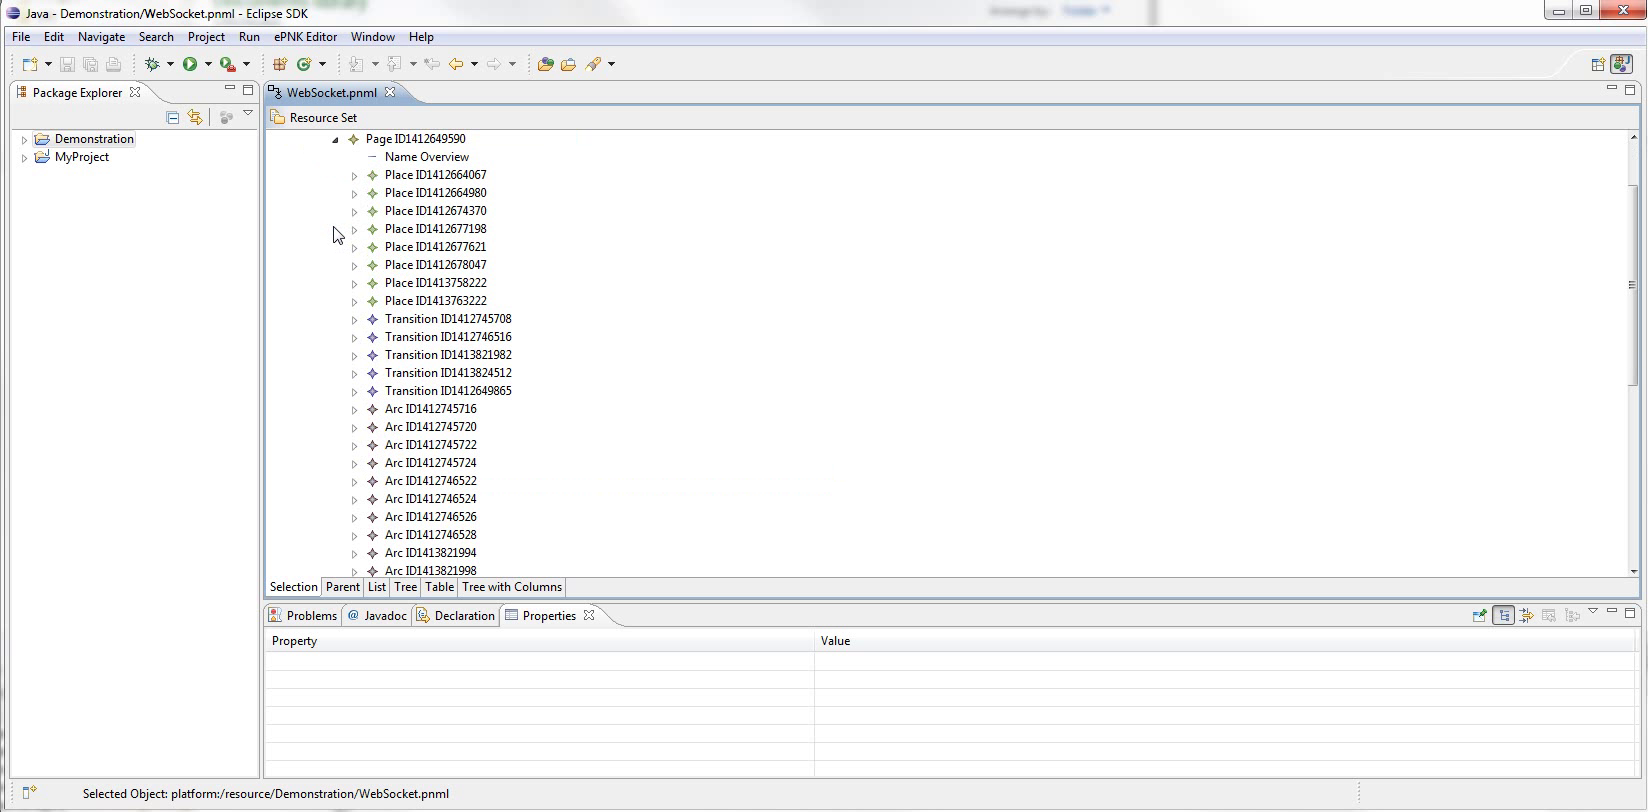 Java - Demonstration/WebSocket.pnml - Eclipse SDK
File Edit Navigate Search Project Run ePNK Editor Window Help
Package Explorer
WebSocket.pnml
Resource Set
Demonstration
MyProject
Page ID1412649590
Name Overview
Place ID1412664067
Place ID1412664980
Place ID1412674370
Place ID1412677198
Place ID1412677621
Place ID1412678047
Place ID1413758222
Place ID1413763222
Transition ID1412745708
Transition ID1412746516
Transition ID1413821982
Transition ID1413824512
Transition ID1412649865
Arc ID1412745716
Arc ID1412745720
Arc ID1412745722
Arc ID1412745724
Arc ID1412746522
Arc ID1412746524
Arc ID1412746526
Arc ID1412746528
Arc ID1413821994
Arc ID1413821998
Selection Parent List Tree Table Tree with Columns
Problems @ Javadoc Declaration Properties
Property Value
Selected Object: platform:/resource/Demonstration/WebSocket.pnml